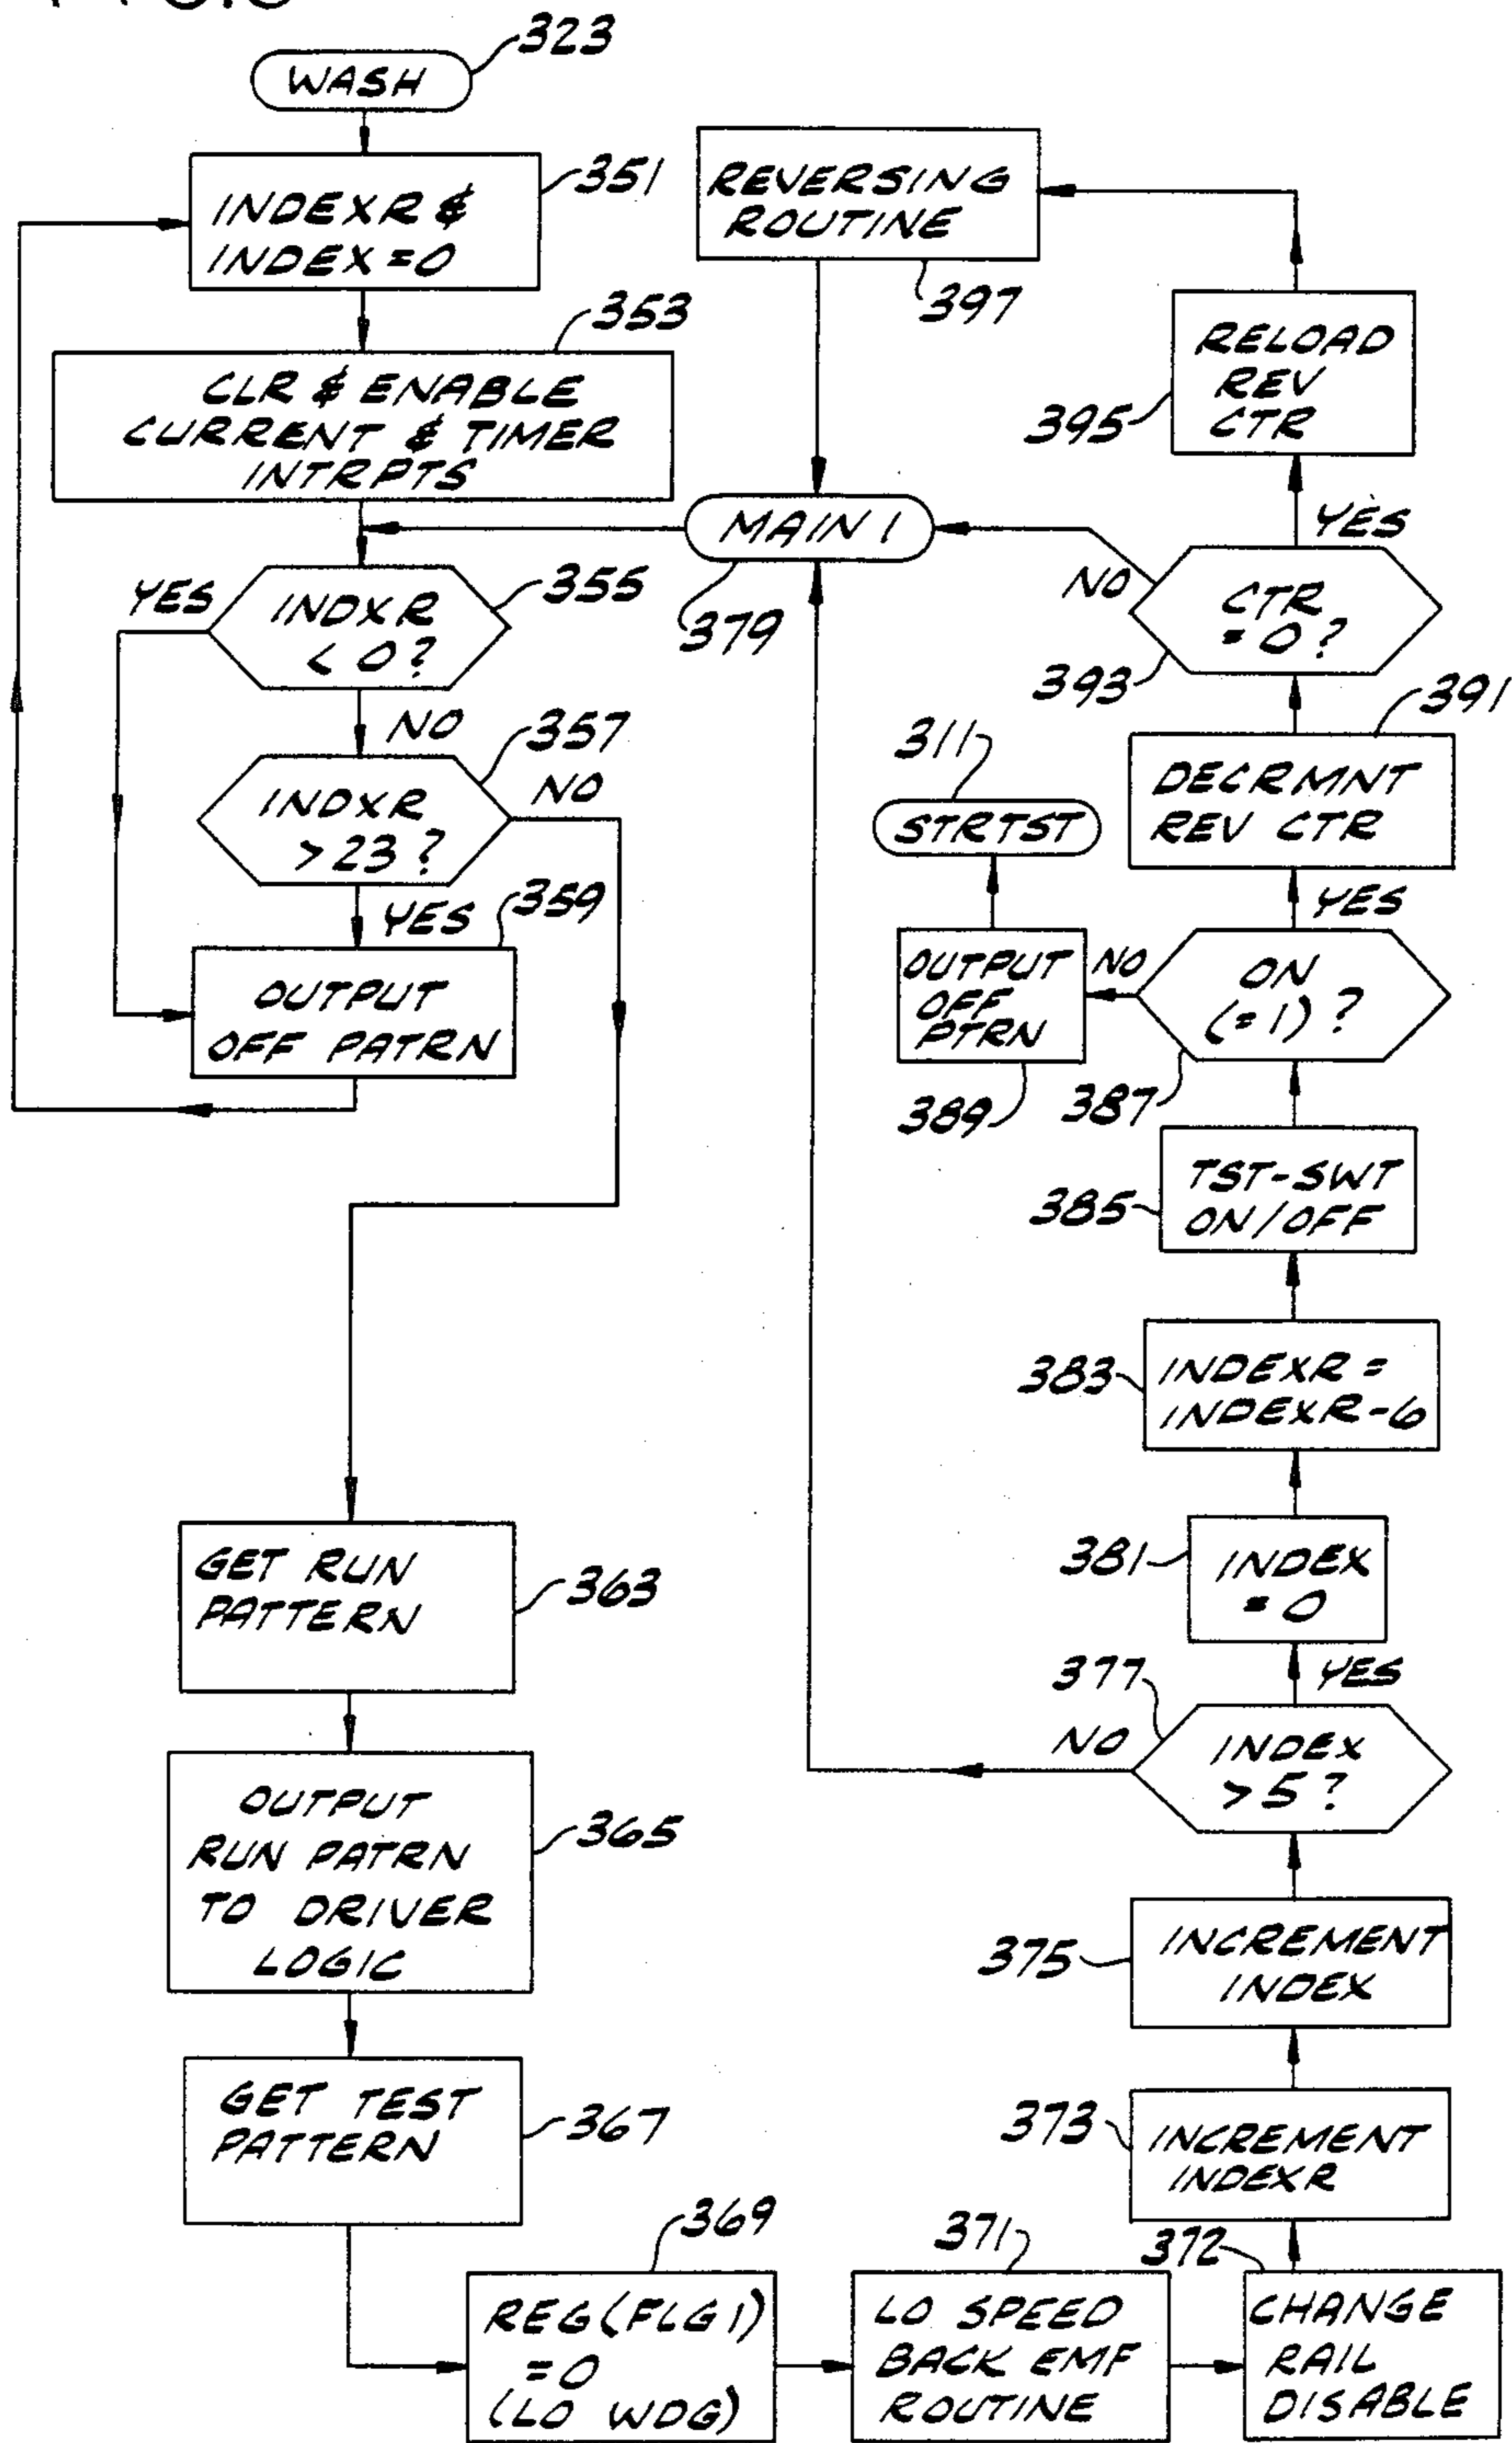 323
WASH
351
INDEXR &
INDEX = 0
353
CLR & ENABLE
CURRENT & TIMER
INTRPTS
355
YES
INDXR
< 0 ?
NO
357
INDXR
> 23 ?
NO
YES
359
OUTPUT
OFF PATRN
GET RUN
PATTERN
363
OUTPUT
RUN PATRN
TO DRIVER
LOGIC
365
GET TEST
PATTERN
367
369
REG(FLG1)
= 0
(LO WDG)
371
LO SPEED
BACK EMF
ROUTINE
372
CHANGE
RAIL
DISABLE
373
INCREMENT
INDEXR
375
INCREMENT
INDEX
377
INDEX
> 5 ?
NO
YES
381
INDEX
= 0
383
INDEXR =
INDEXR-6
385
TST-SWT
ON/OFF
387
ON
(=1) ?
NO
YES
OUTPUT
OFF
PTRN
389
311
STRTST
391
DECRMNT
REV CTR
393
CTR
= 0 ?
NO
YES
395
RELOAD
REV
CTR
REVERSING
ROUTINE
397
MAIN 1
379